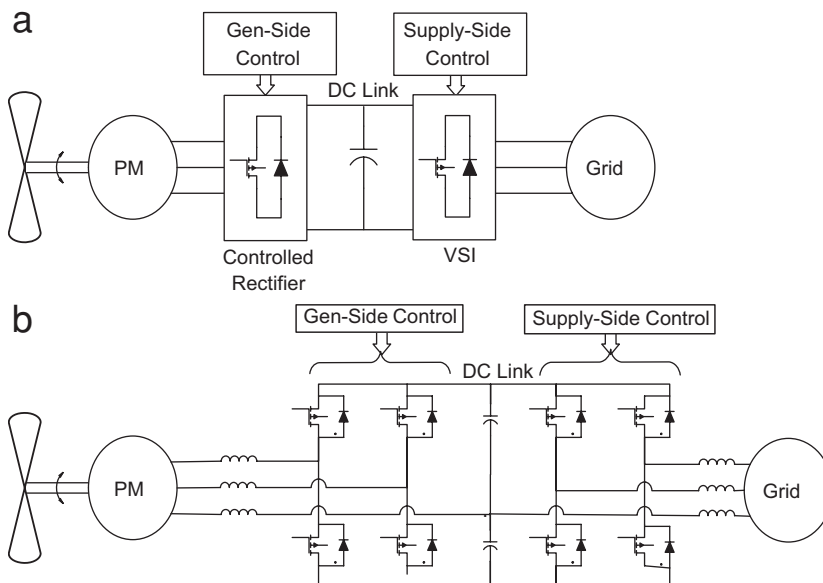 a
Gen-Side
Control
Supply-Side
Control
DC Link
PM
Grid
Controlled
Rectifier
VSI
b
Gen-Side Control
Supply-Side Control
DC Link
PM
Grid